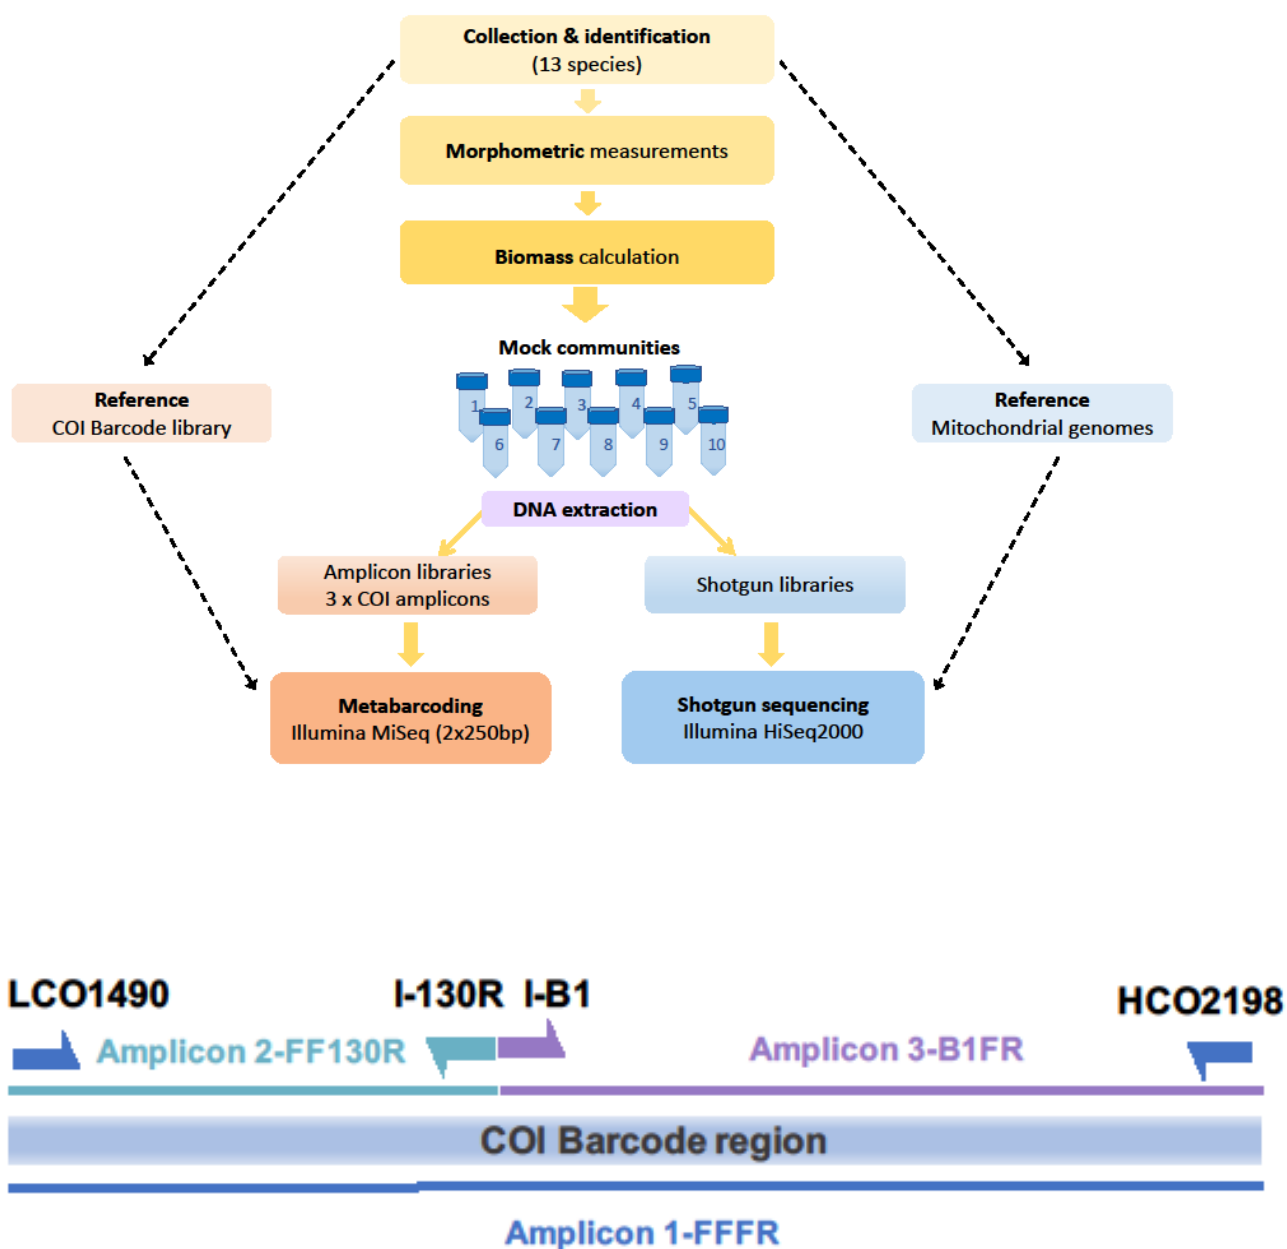 Collection & identification
(13 species)
Morphometric measurements
Biomass calculation
Mock communities
1 2 3 4 5
6 7 8 9 10
Reference
COI Barcode library
Reference
Mitochondrial genomes
DNA extraction
Amplicon libraries
3 x COI amplicons
Shotgun libraries
Metabarcoding
Illumina MiSeq (2x250bp)
Shotgun sequencing
Illumina HiSeq2000
LCO1490 I-130R I-B1 HCO2198
Amplicon 2-FF130R Amplicon 3-B1FR
COI Barcode region
Amplicon 1-FFFR